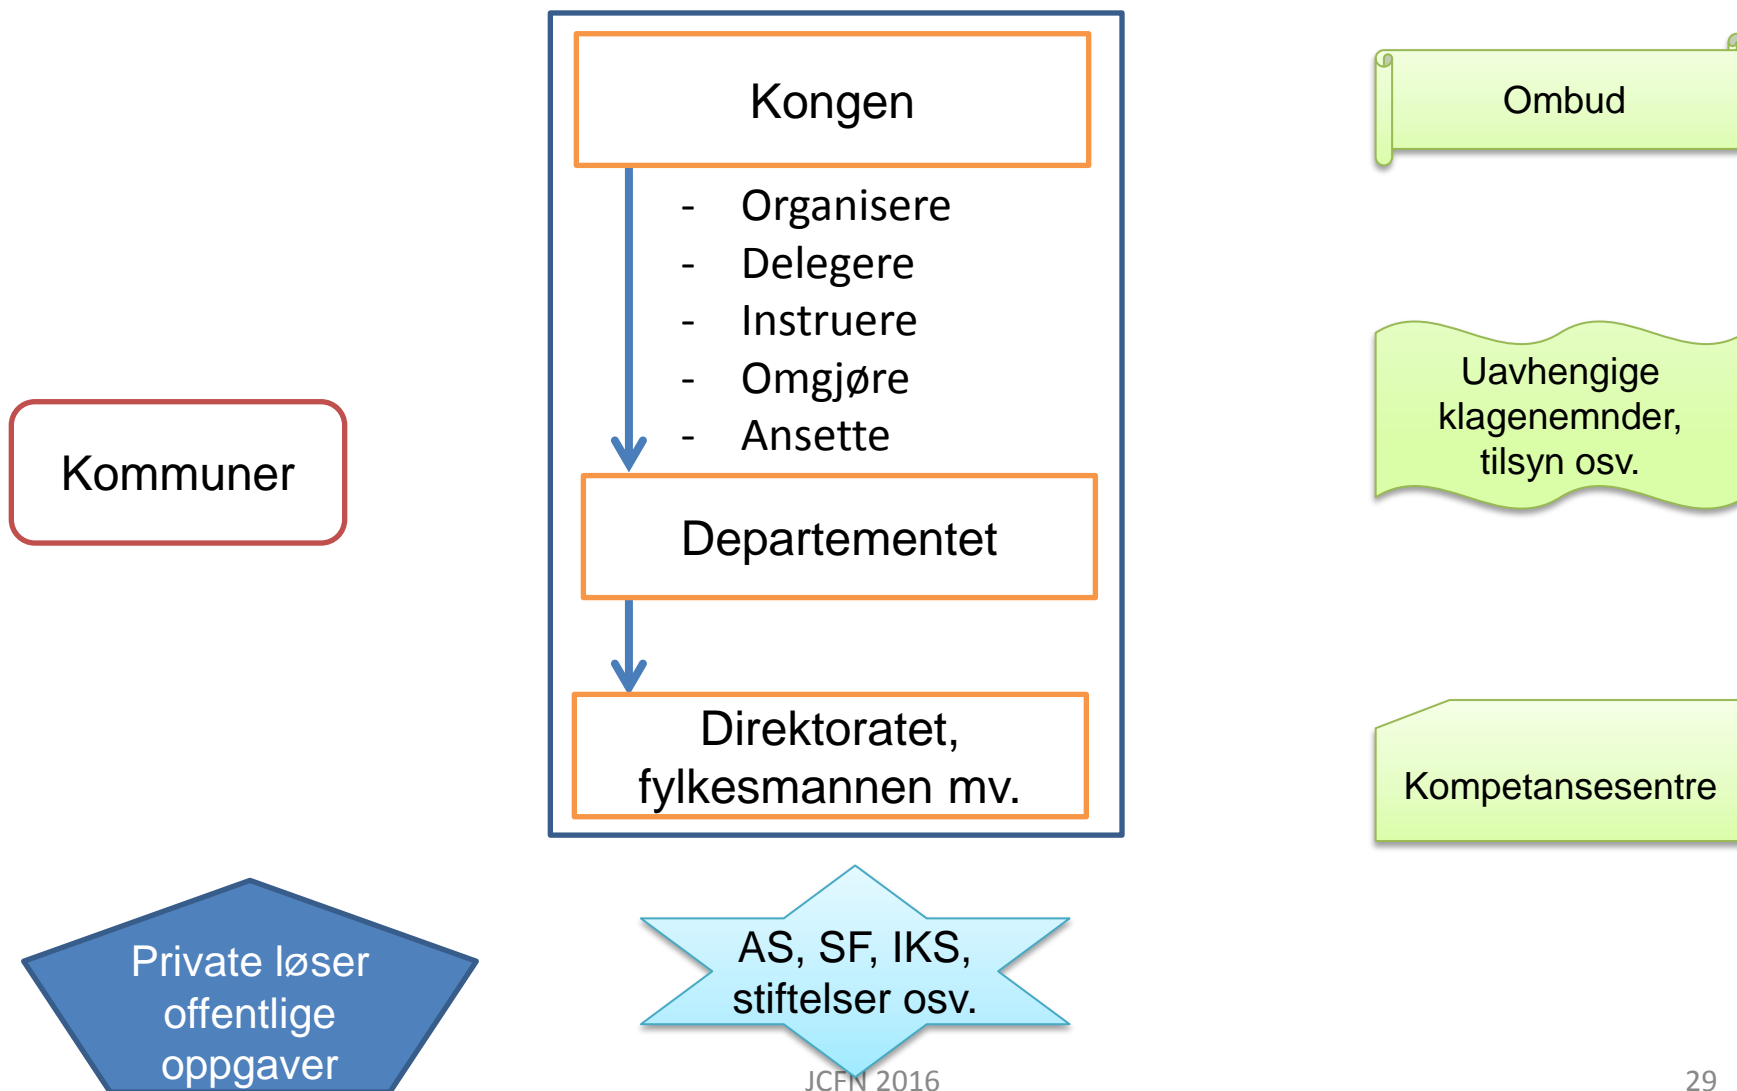 Kongen
Ombud
- Organisere
- Delegere
- Instruere
- Omgjøre
- Ansette
Uavhengige
klagenemnder,
tilsyn osv.
Kommuner
Departementet
Direktoratet,
fylkesmannen mv.
Kompetansesentre
Private løser
offentlige
oppgaver
AS, SF, IKS,
stiftelser osv.
JCFN 2016
29